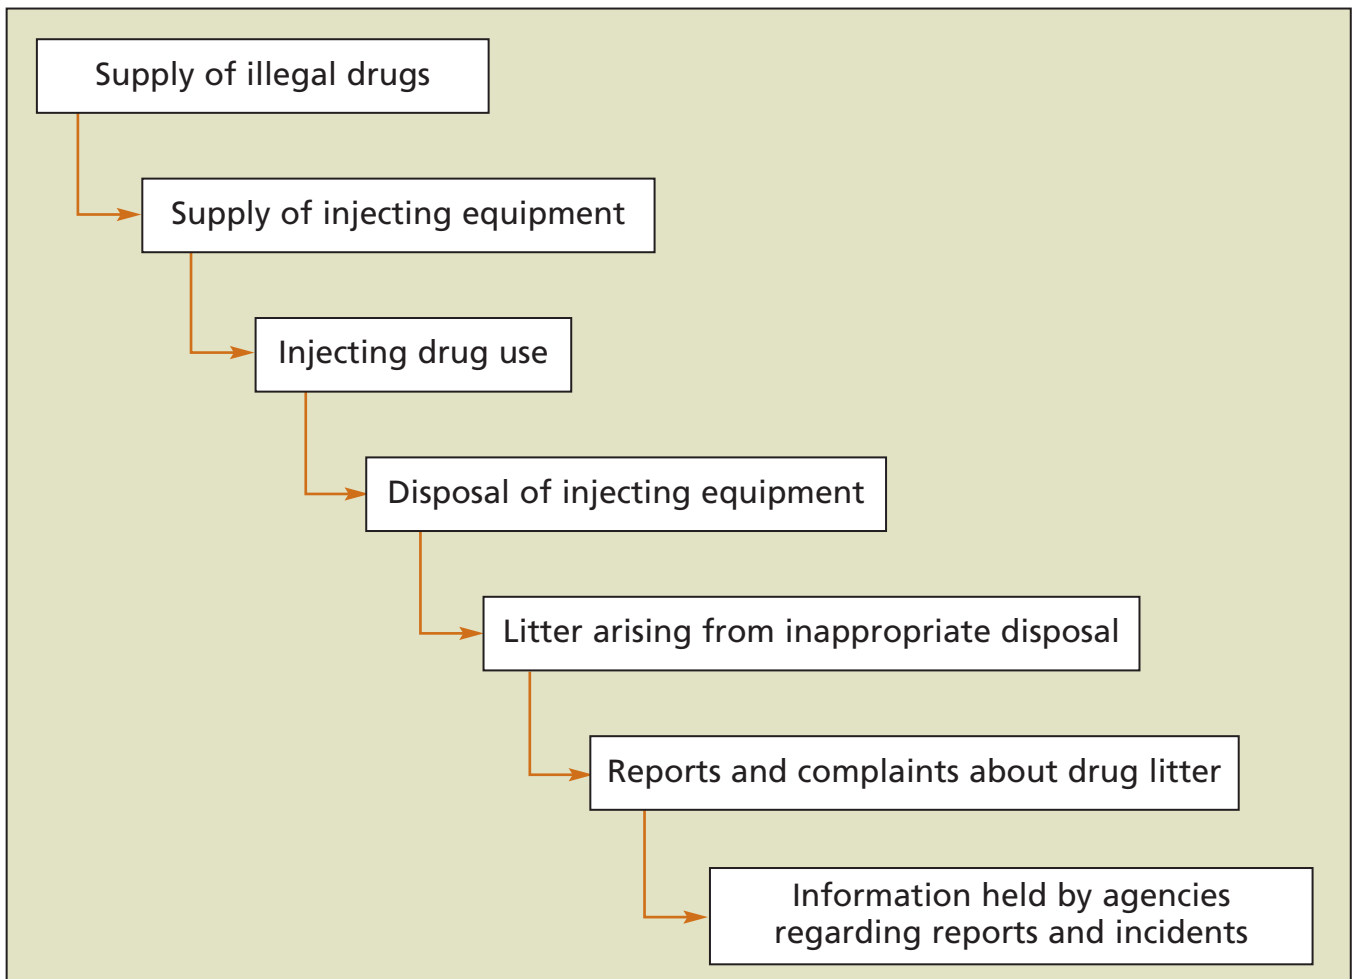 Supply of illegal drugs
Supply of injecting equipment
Injecting drug use
Disposal of injecting equipment
Litter arising from inappropriate disposal
Reports and complaints about drug litter
Information held by agencies
regarding reports and incidents